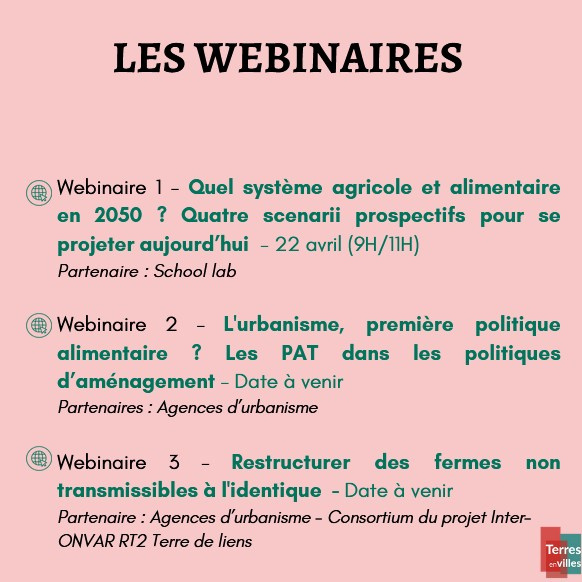 LES WEBINAIRES
Webinaire 1 – Quel système agricole et alimentaire
en 2050 ? Quatre scenarii prospectifs pour se
projeter aujourd’hui – 22 avril (9H/11H)
Partenaire : School lab
Webinaire 2 – L'urbanisme, première politique
alimentaire ? Les PAT dans les politiques
d’aménagement – Date à venir
Partenaires : Agences d’urbanisme
Webinaire 3 – Restructurer des fermes non
transmissibles à l'identique - Date à venir
Partenaire : Agences d’urbanisme – Consortium du projet Inter-
ONVAR RT2 Terre de liens
Terres
en villes